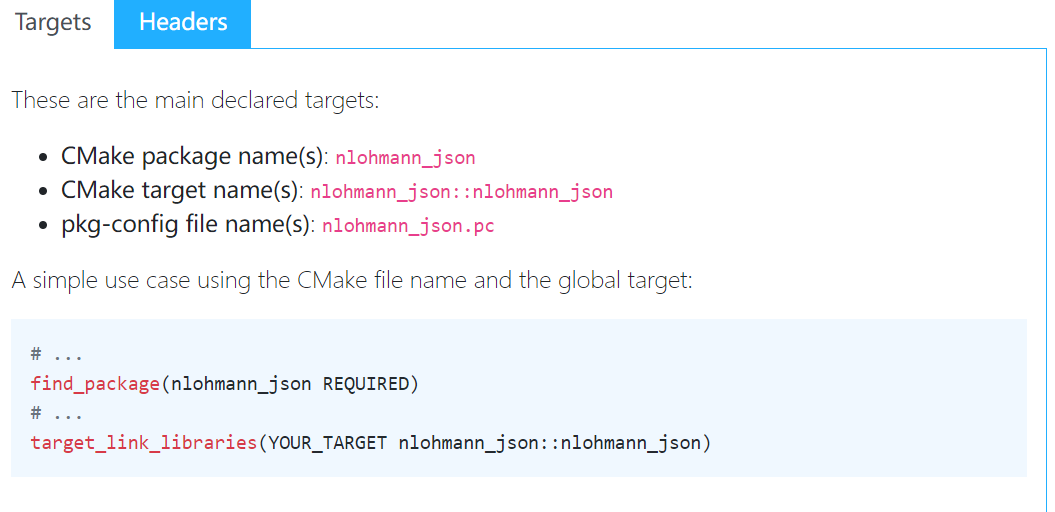 Targets Headers
These are the main declared targets:
• CMake package name(s): nlohmann_json
• CMake target name(s): nlohmann_json::nlohmann_json
• pkg-config file name(s): nlohmann_json.pc
A simple use case using the CMake file name and the global target:
# ...
find_package(nlohmann_json REQUIRED)
# ...
target_link_libraries(YOUR_TARGET nlohmann_json::nlohmann_json)